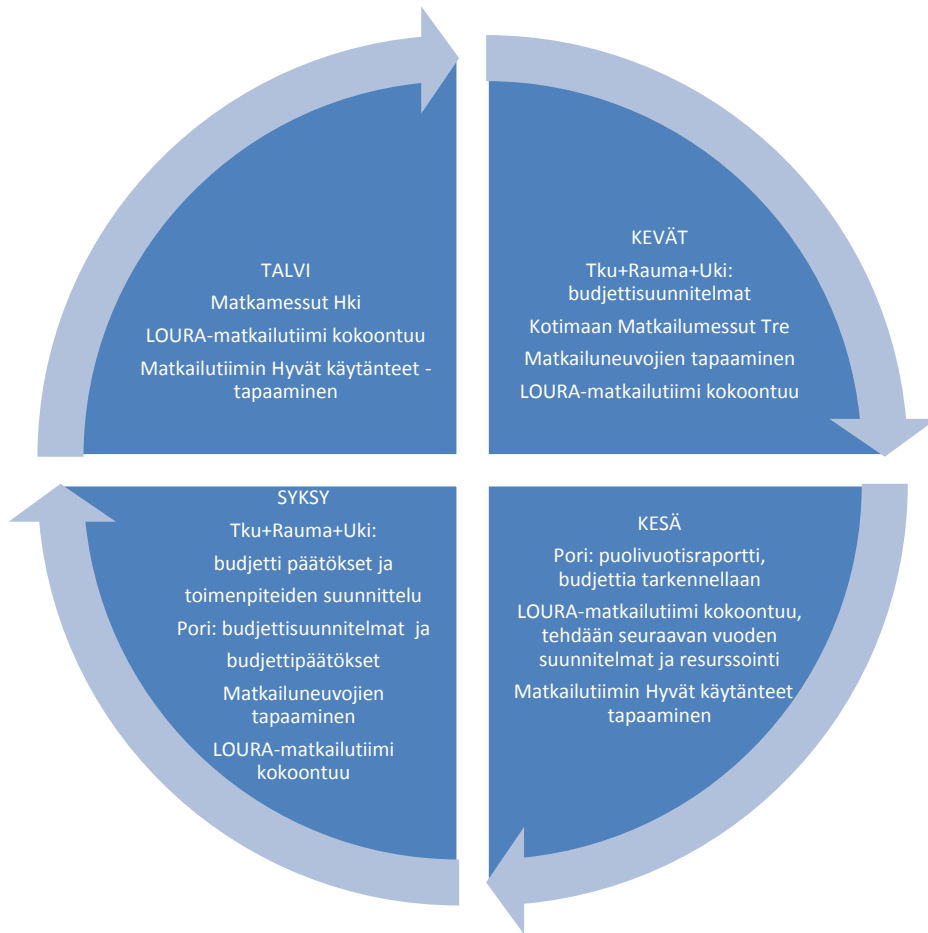 TALVI
Matkamessut Hki
LOURA-matkailutiimi kokoontuu
Matkailutiimin Hyvät käytänteet -
tapaaminen
KEVÄT
Tku+Rauma+Uki:
budjettisuunnitelmat
Kotimaan Matkailumessut Tre
Matkailuneuvojien tapaaminen
LOURA-matkailutiimi kokoontuu
SYKSY
Tku+Rauma+Uki:
budjetti päätökset ja
toimenpiteiden suunnittelu
Pori: budjettisuunnitelmat ja
budjettipäätökset
Matkailuneuvojien
tapaaminen
LOURA-matkailutiimi
kokoontuu
KESÄ
Pori: puolivuotisraportti,
budjettia tarkennellaan
LOURA-matkailutiimi kokoontuu,
tehdään seuraavan vuoden
suunnitelmat ja resurssointi
Matkailutiimin Hyvät käytänteet
tapaaminen